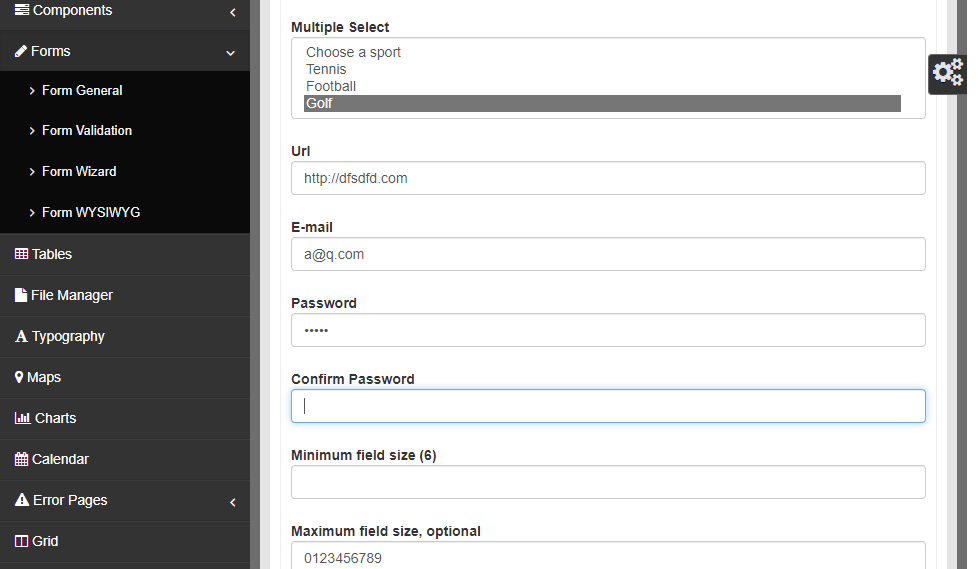 Components
Forms
Form General
Form Validation
Form Wizard
Form WYSIWYG
Tables
File Manager
Typography
Maps
Charts
Calendar
Error Pages
Grid
Multiple Select
Choose a sport
Tennis
Football
Golf
Url
http://dfsdfd.com
E-mail
a@q.com
Password
•••••
Confirm Password
Minimum field size (6)
Maximum field size, optional
0123456789